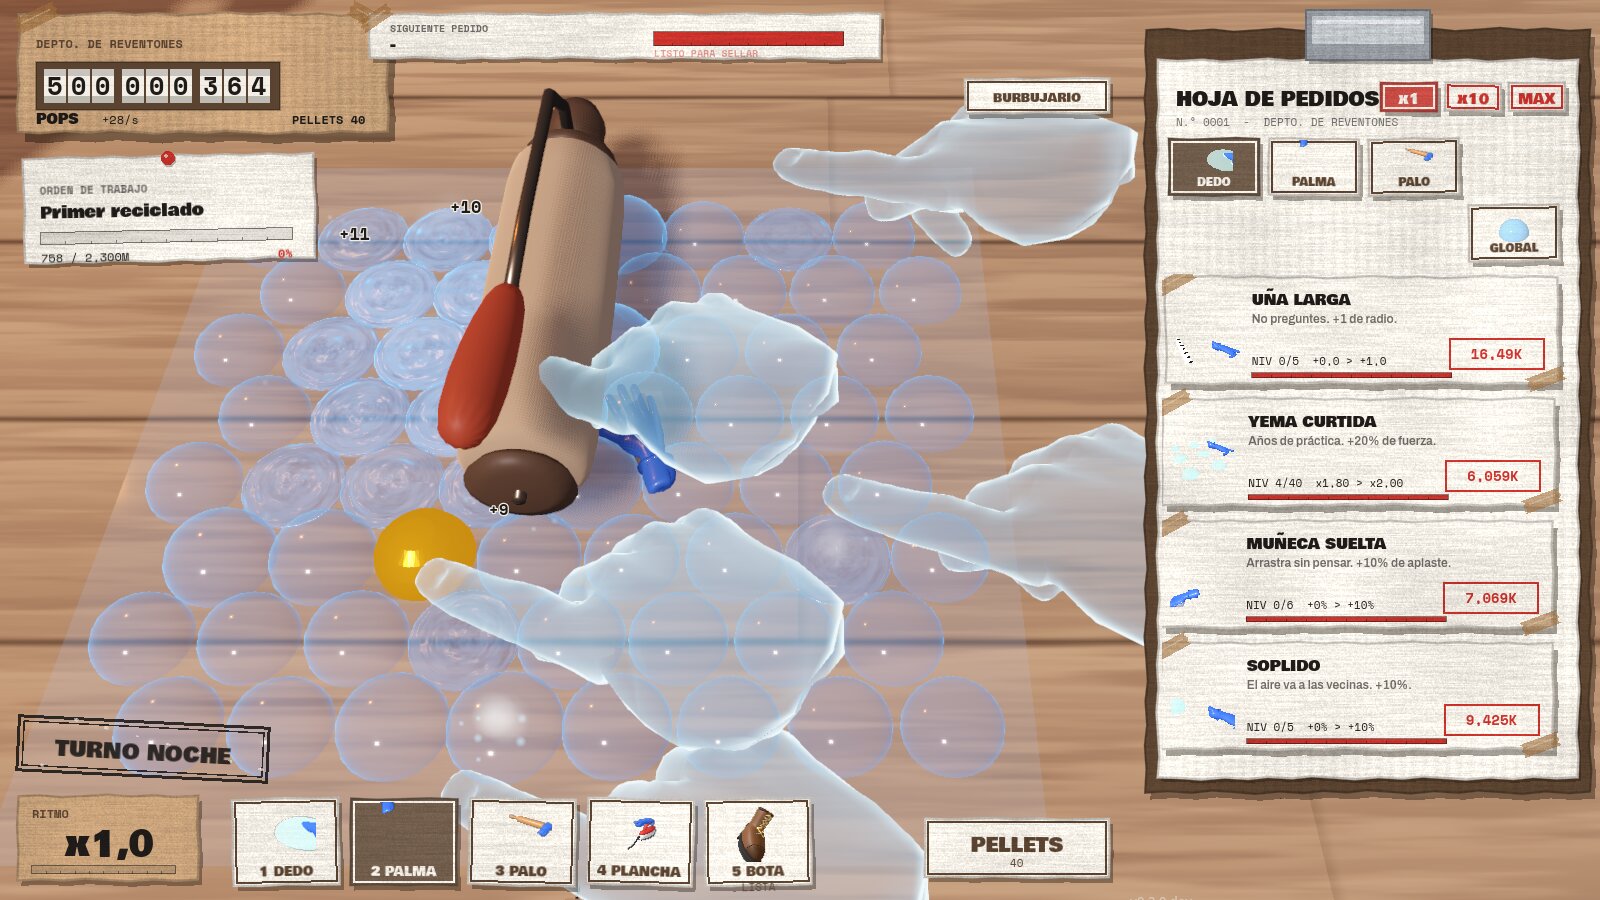 DEPTO. DE REVENTONES
500 000 364
POPS +28/s PELLETS 40
SIGUIENTE PEDIDO
-
LISTO PARA SELLAR
ORDEN DE TRABAJO
Primer reciclado
758 / 2,300M 0%
+10
+11
+9
BURBUJARIO
HOJA DE PEDIDOS x1 x10 MAX
N.° 0001 - DEPTO. DE REVENTONES
DEDO PALMA PALO
GLOBAL
UÑA LARGA
No preguntes. +1 de radio.
NIV 0/5 +0,0 > +1,0 16,49K
YEMA CURTIDA
Años de práctica. +20% de fuerza.
NIV 4/40 x1,80 > x2,00 6,059K
MUÑECA SUELTA
Arrastra sin pensar. +10% de aplaste.
NIV 0/6 +0% > +10% 7,069K
SOPLIDO
El aire va a las vecinas. +10%.
NIV 0/5 +0% > +10% 9,425K
TURNO NOCHE
RITMO
x1,0
1 DEDO 2 PALMA 3 PALO 4 PLANCHA 5 BOTA
LISTA
PELLETS
40